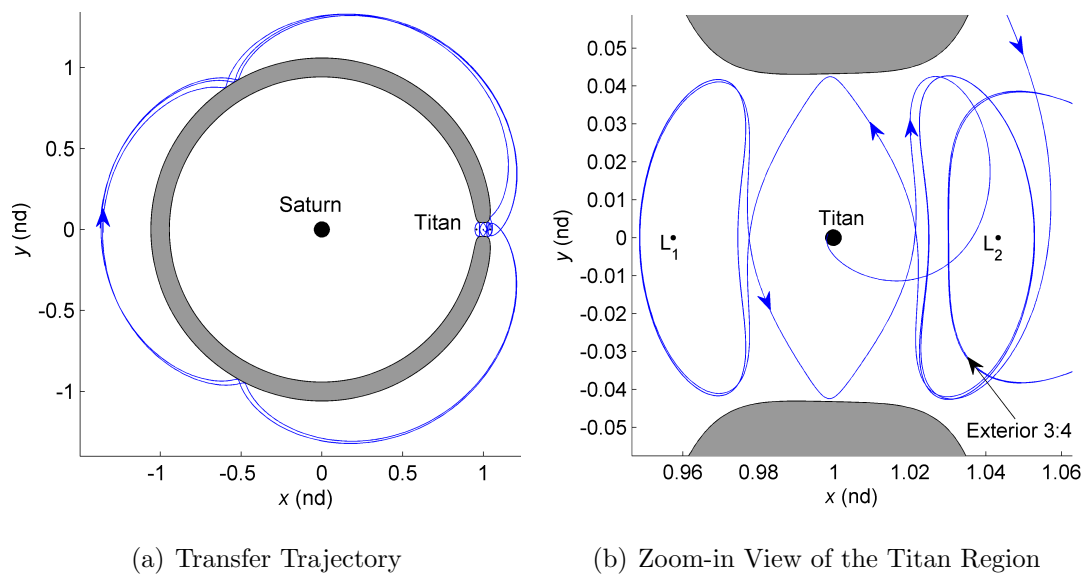 1
0.5
0
-0.5
-1
y (nd)
Saturn
Titan
-1 -0.5 0 0.5 1
x (nd)
0.05
0.04
0.03
0.02
0.01
0
-0.01
-0.02
-0.03
-0.04
-0.05
y (nd)
Titan
L1
L2
Exterior 3:4
0.96 0.98 1 1.02 1.04 1.06
x (nd)
(a) Transfer Trajectory
(b) Zoom-in View of the Titan Region